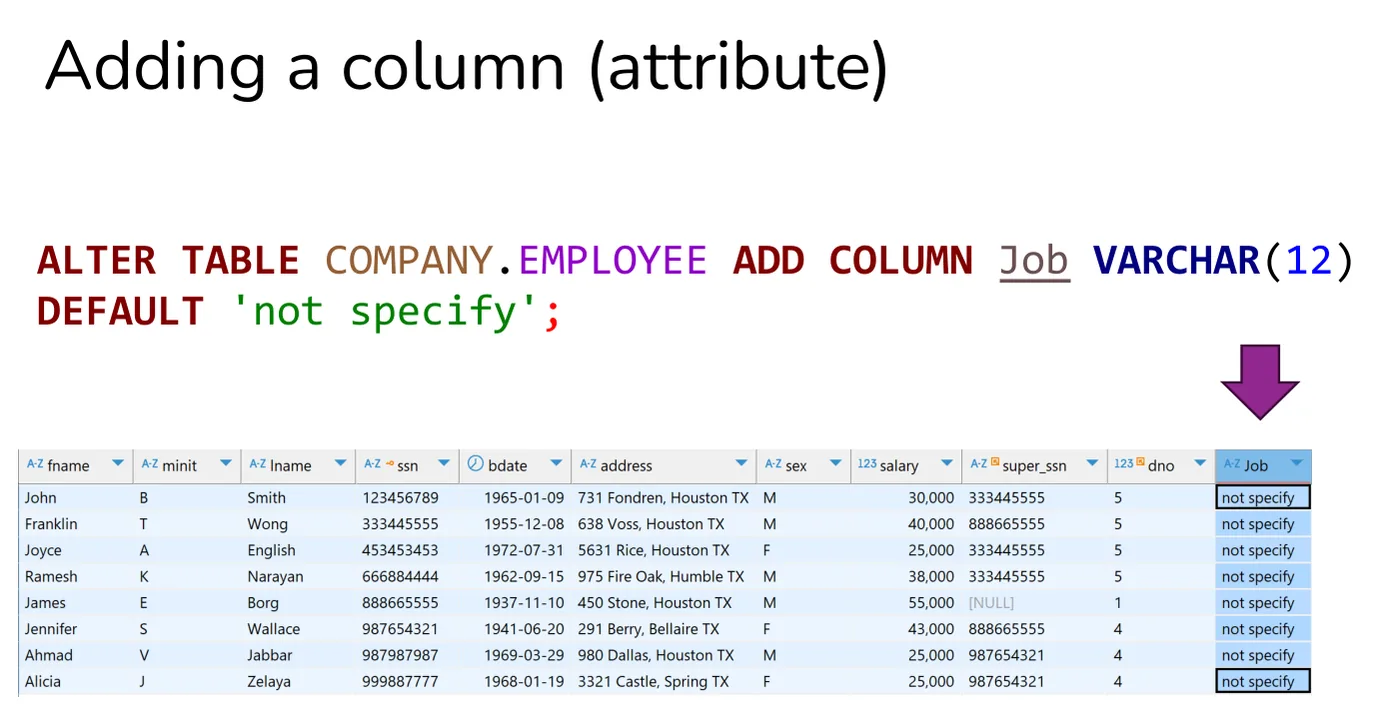 Adding a column (attribute)
ALTER TABLE COMPANY.EMPLOYEE ADD COLUMN Job VARCHAR(12)
DEFAULT 'not specify';
A-Z fname A-Z minit A-Z lname A-Z ssn bdate A-Z address A-Z sex 123 salary A-Z super_ssn 123 dno A-Z Job
John B Smith 123456789 1965-01-09 731 Fondren, Houston TX M 30,000 333445555 5 not specify
Franklin T Wong 333445555 1955-12-08 638 Voss, Houston TX M 40,000 888665555 5 not specify
Joyce A English 453453453 1972-07-31 5631 Rice, Houston TX F 25,000 333445555 5 not specify
Ramesh K Narayan 666884444 1962-09-15 975 Fire Oak, Humble TX M 38,000 333445555 5 not specify
James E Borg 888665555 1937-11-10 450 Stone, Houston TX M 55,000 [NULL] 1 not specify
Jennifer S Wallace 987654321 1941-06-20 291 Berry, Bellaire TX F 43,000 888665555 4 not specify
Ahmad V Jabbar 987987987 1969-03-29 980 Dallas, Houston TX M 25,000 987654321 4 not specify
Alicia J Zelaya 999887777 1968-01-19 3321 Castle, Spring TX F 25,000 987654321 4 not specify